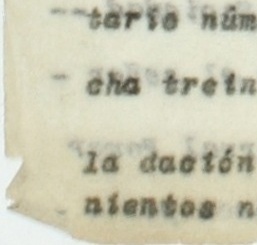 --tario núm
- cha trein
la dación
nientos n